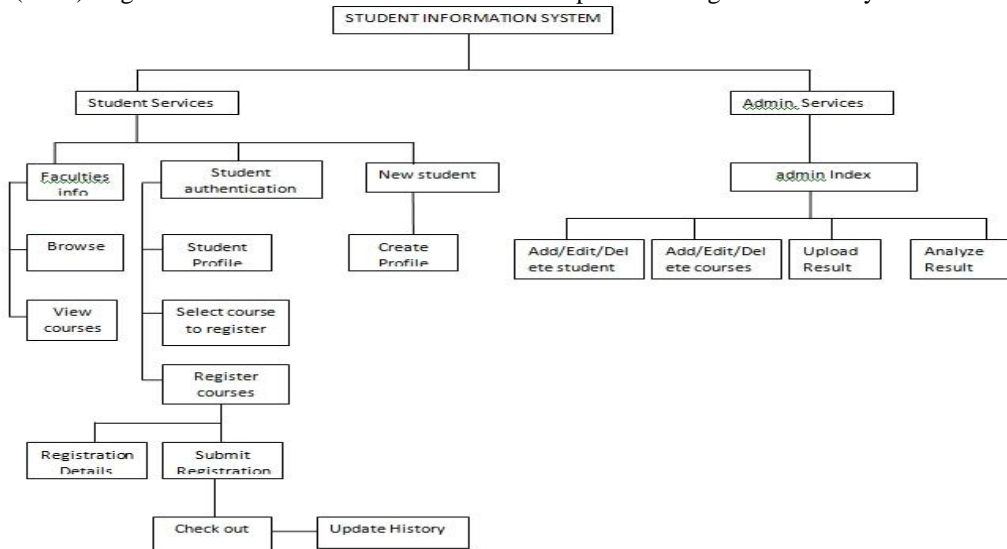 STUDENT INFORMATION SYSTEM
Student Services
Admin. Services
Faculties
info
Student
authentication
New student
admin Index
Browse
Student
Profile
Create
Profile
Add/Edit/Del
ete student
Add/Edit/Del
ete courses
Upload
Result
Analyze
Result
View
courses
Select course
to register
Register
courses
Registration
Details
Submit
Registration
Check out
Update History